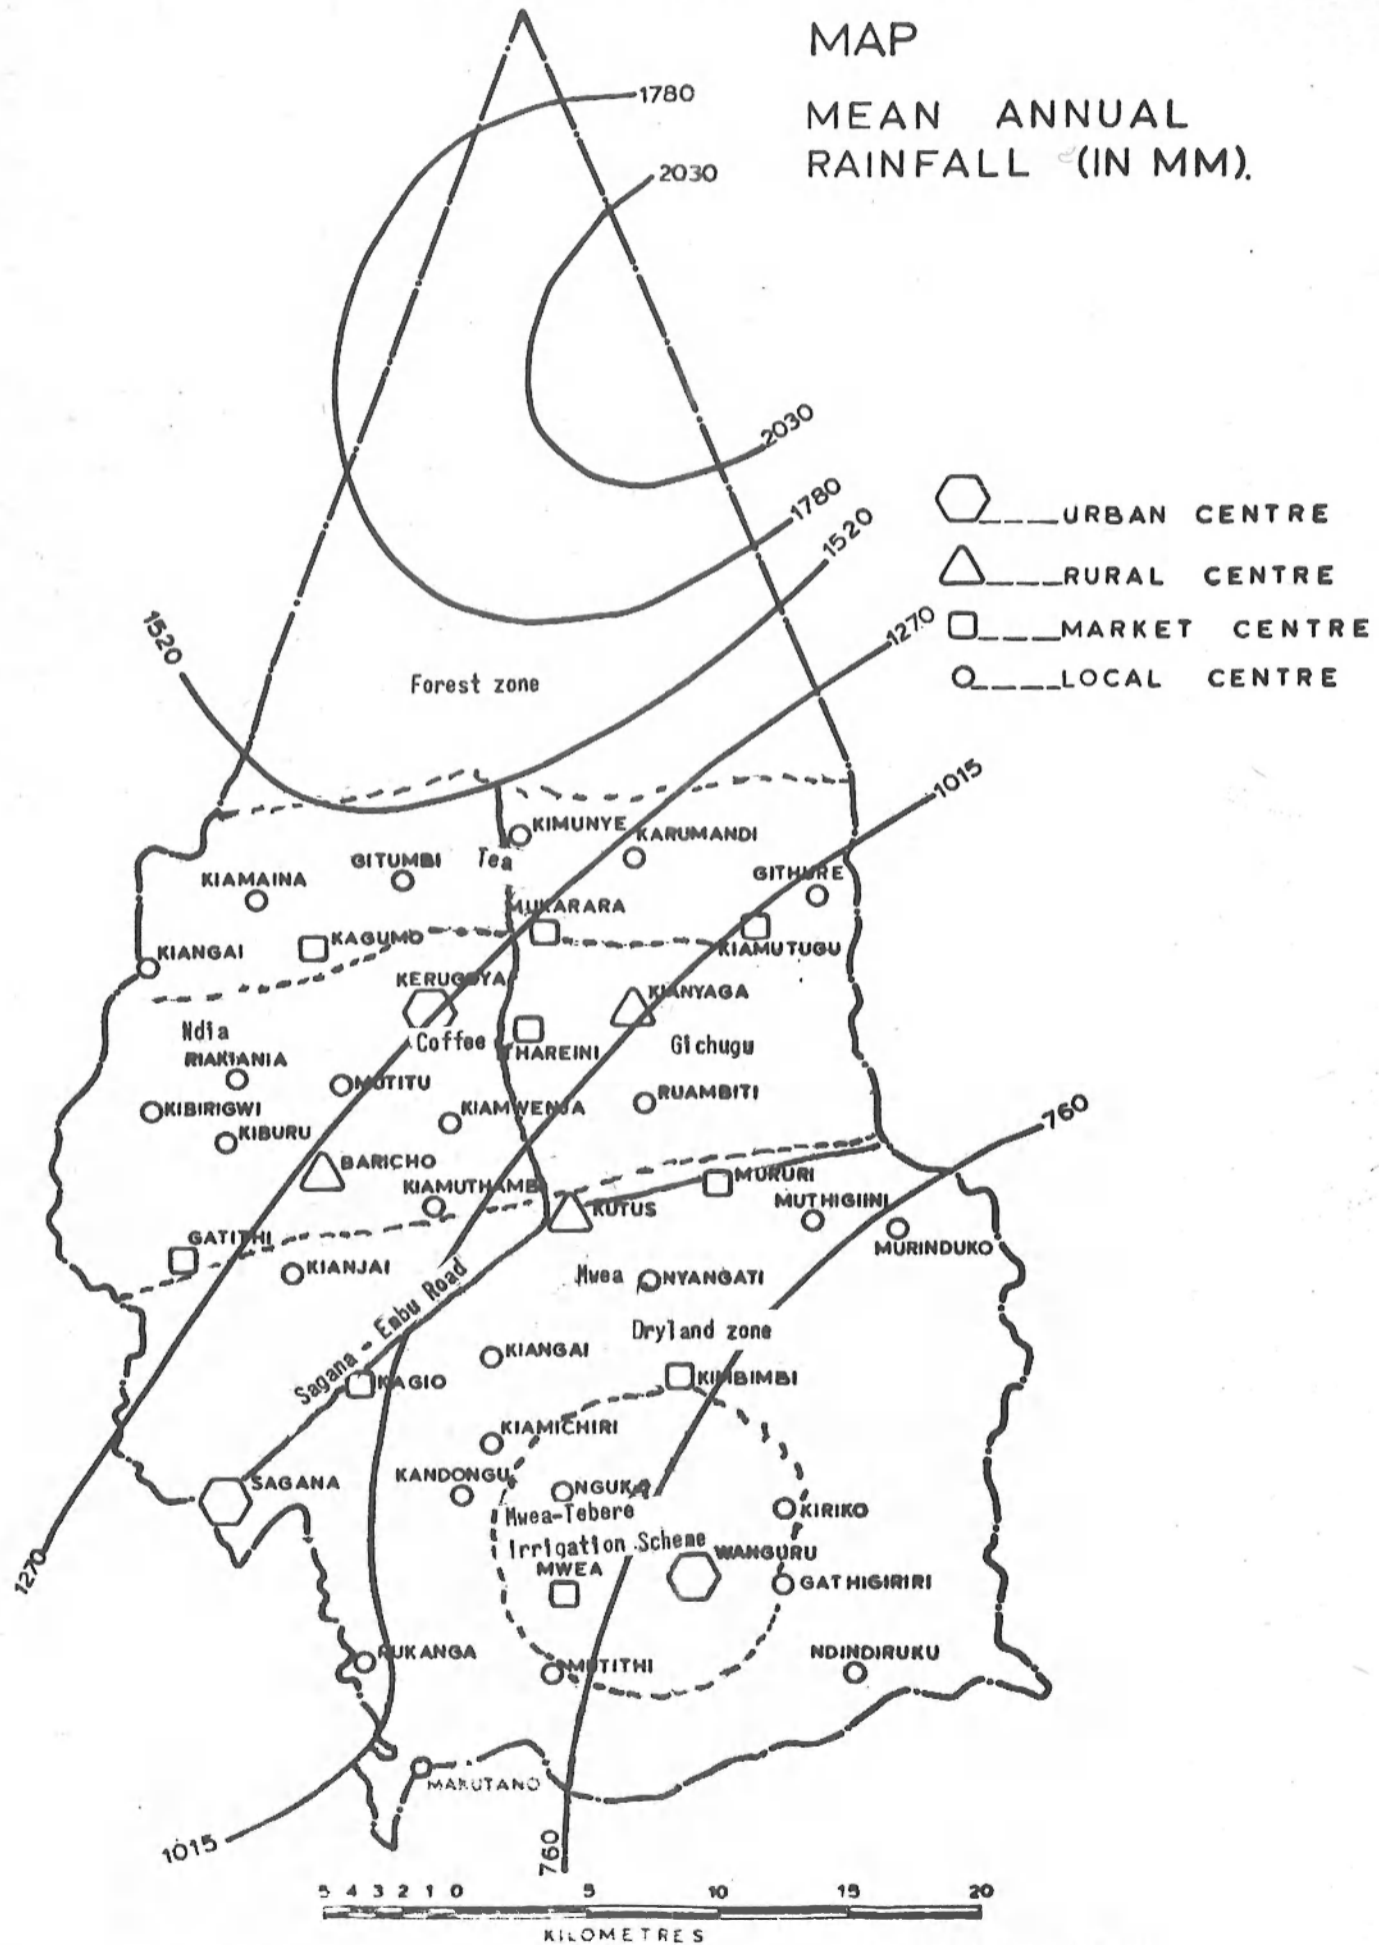 MAP
MEAN ANNUAL
RAINFALL (IN MM).
1780
2030
2030
1780
1520
1270
1520
1015
URBAN CENTRE
RURAL CENTRE
MARKET CENTRE
LOCAL CENTRE
Forest zone
KIMUNYE
KARUMANDI
GITUMBI
Tea
GITHURE
KIAMAINA
MUKARARA
KAGUMO
KIANGAI
KIAMUTUGU
KERUGOYA
KIANYAGA
Ndia
Coffee
THAREINI
Gichugu
RIAKIANIA
MUTITU
KIBIRIGWI
KIAMWENJA
RUAMBITI
KIBURU
760
BARICHO
MURURI
KIAMUTHAMBI
KUTUS
MUTHIGIINI
GATITHI
MURINDUKO
KIANJAI
Mwea
NYANGATI
Sagana - Embu Road
Dryland zone
KIANGAI
KAGIO
KIMBIMBI
KIAMICHIRI
SAGANA
KANDONGU
NGUKA
KIRIKO
Mwea-Tebere
Irrigation Scheme
WANGURU
MWEA
GATHIGIRIRI
1270
RUKANGA
MUTITHI
NDINDIRUKU
MAKUTANO
1015
760
5 4 3 2 1 0 5 10 15 20
KILOMETRES